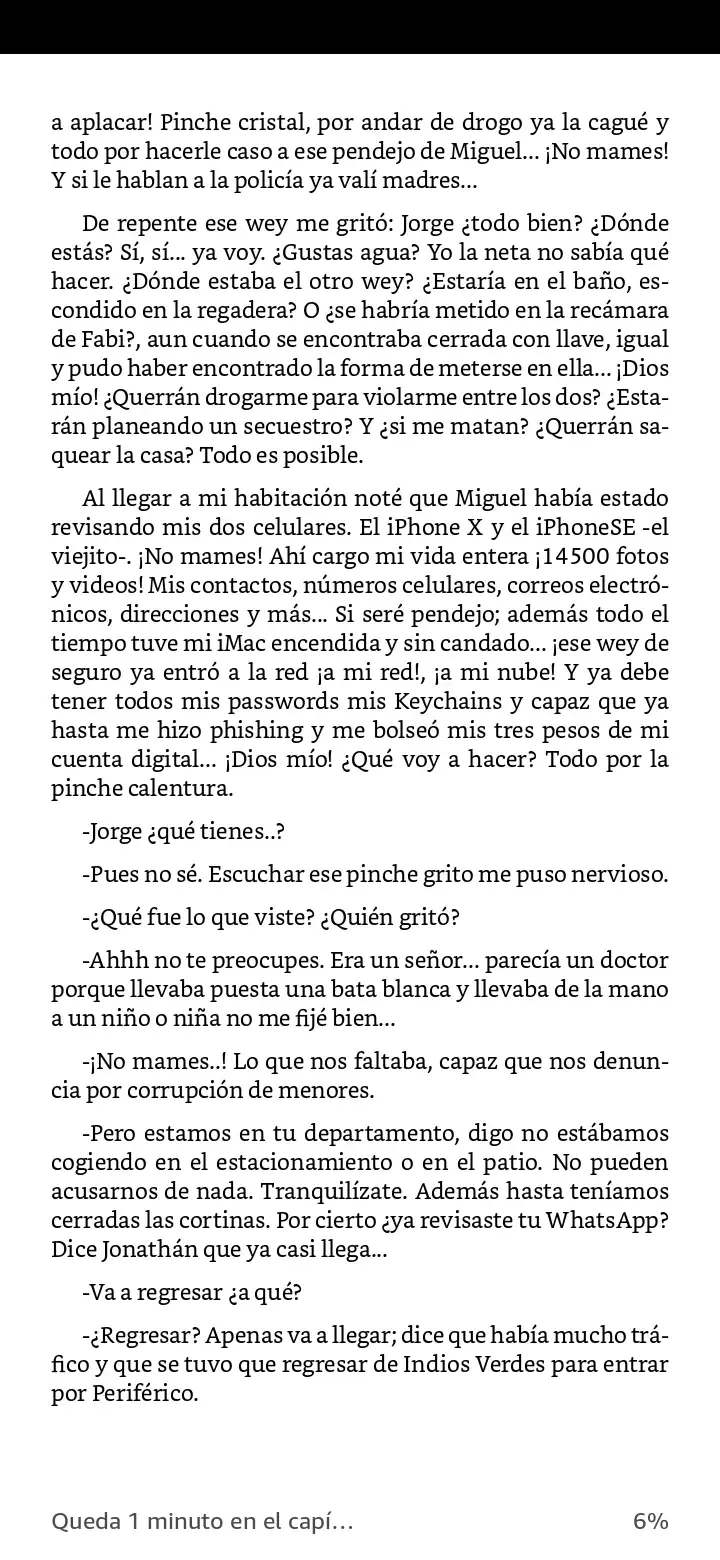 a aplacar! Pinche cristal, por andar de drogo ya la cagué y
todo por hacerle caso a ese pendejo de Miguel... ¡No mames!
Y si le hablan a la policía ya valí madres...
De repente ese wey me gritó: Jorge ¿todo bien? ¿Dónde
estás? Sí, sí... ya voy. ¿Gustas agua? Yo la neta no sabía qué
hacer. ¿Dónde estaba el otro wey? ¿Estaría en el baño, es-
condido en la regadera? O ¿se habría metido en la recámara
de Fabi?, aun cuando se encontraba cerrada con llave, igual
y pudo haber encontrado la forma de meterse en ella... ¡Dios
mío! ¿Querrán drogarme para violarme entre los dos? ¿Esta-
rán planeando un secuestro? Y ¿si me matan? ¿Querrán sa-
quear la casa? Todo es posible.
Al llegar a mi habitación noté que Miguel había estado
revisando mis dos celulares. El iPhone X y el iPhoneSE -el
viejito-. ¡No mames! Ahí cargo mi vida entera ¡14500 fotos
y videos! Mis contactos, números celulares, correos electró-
nicos, direcciones y más... Si seré pendejo; además todo el
tiempo tuve mi iMac encendida y sin candado... ¡ese wey de
seguro ya entró a la red ¡a mi red!, ¡a mi nube! Y ya debe
tener todos mis passwords mis Keychains y capaz que ya
hasta me hizo phishing y me bolseó mis tres pesos de mi
cuenta digital... ¡Dios mío! ¿Qué voy a hacer? Todo por la
pinche calentura.
-Jorge ¿qué tienes..?
-Pues no sé. Escuchar ese pinche grito me puso nervioso.
-¿Qué fue lo que viste? ¿Quién gritó?
-Ahhh no te preocupes. Era un señor... parecía un doctor
porque llevaba puesta una bata blanca y llevaba de la mano
a un niño o niña no me fijé bien...
-¡No mames..! Lo que nos faltaba, capaz que nos denun-
cia por corrupción de menores.
-Pero estamos en tu departamento, digo no estábamos
cogiendo en el estacionamiento o en el patio. No pueden
acusarnos de nada. Tranquilízate. Además hasta teníamos
cerradas las cortinas. Por cierto ¿ya revisaste tu WhatsApp?
Dice Jonathán que ya casi llega...
-Va a regresar ¿a qué?
-¿Regresar? Apenas va a llegar; dice que había mucho trá-
fico y que se tuvo que regresar de Indios Verdes para entrar
por Periférico.
Queda 1 minuto en el capí... 6%